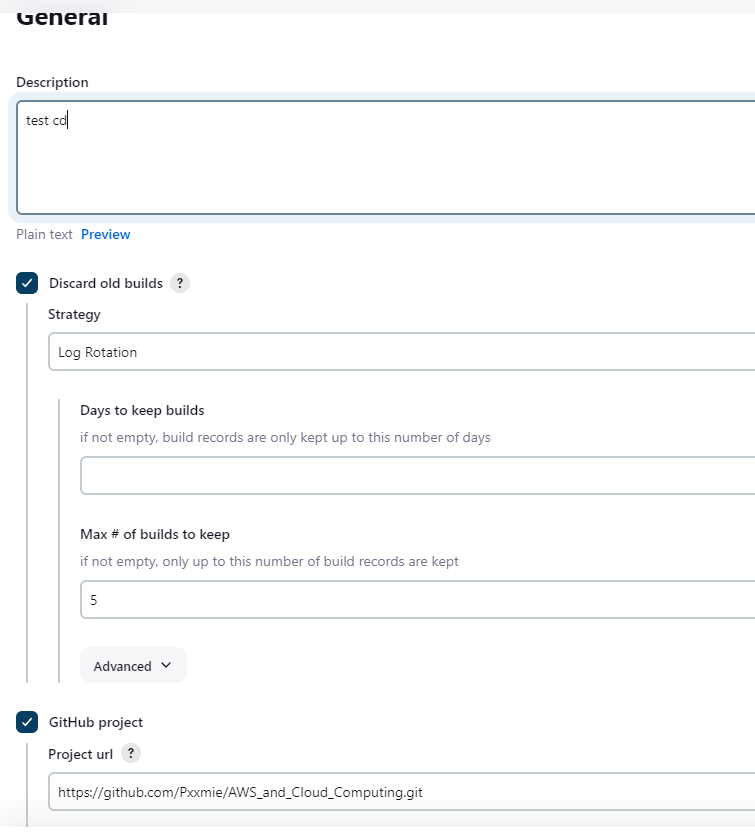 General
Description
test cd
Plain text Preview
Discard old builds ?
Strategy
Log Rotation
Days to keep builds
if not empty, build records are only kept up to this number of days
Max # of builds to keep
if not empty, only up to this number of build records are kept
5
Advanced
GitHub project
Project url ?
https://github.com/Pxxmie/AWS_and_Cloud_Computing.git